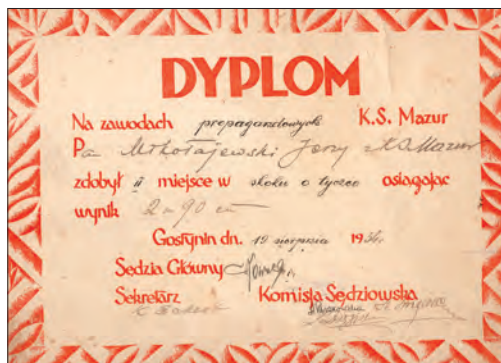 DYPLOM
Na zawodach propagandowych K.S. Mazur
Pan Mikołajewski Jerzy z K.S. Mazur
zdobył II miejsce w skoku o tyczce osiągając
wynik 2 m 90 cm
Gostynin dn. 19 sierpnia 1934 r.
Sędzia Główny
Sekretarz Komisja Sędziowska